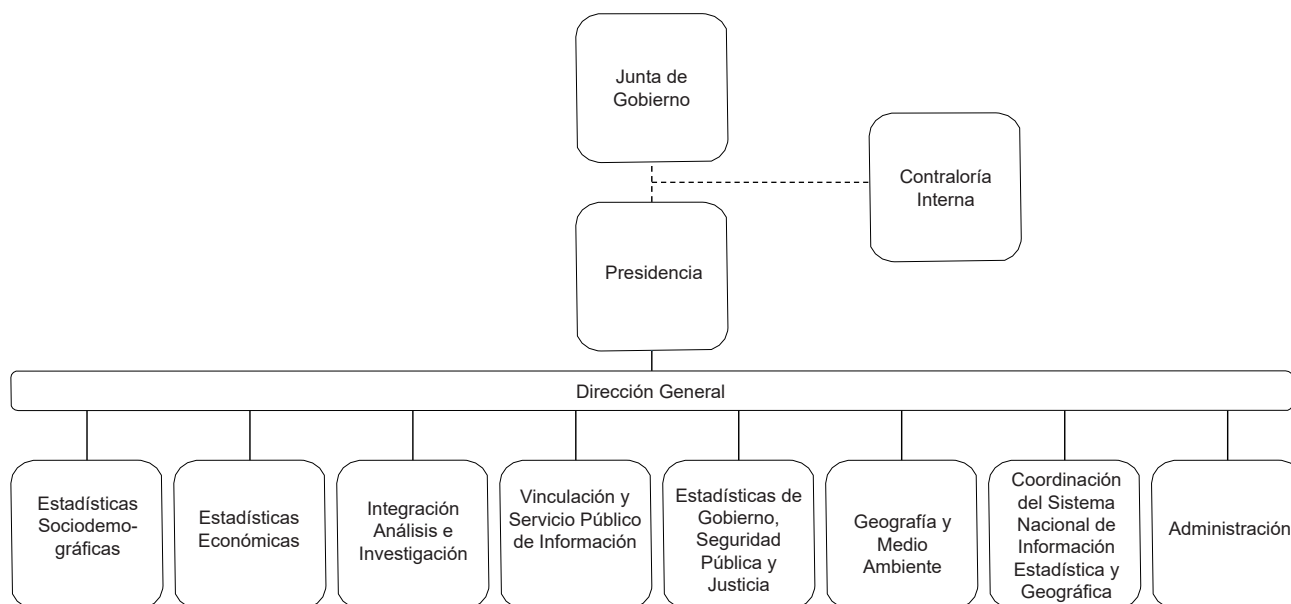 Junta de
Gobierno
Contraloría
Interna
Presidencia
Dirección General
Estadísticas
Sociodemo-
gráficas
Estadísticas
Económicas
Integración
Análisis e
Investigación
Vinculación y
Servicio Público
de Información
Estadísticas de
Gobierno,
Seguridad
Pública y
Justicia
Geografía y
Medio
Ambiente
Coordinación
del Sistema
Nacional de
Información
Estadística y
Geográfica
Administración